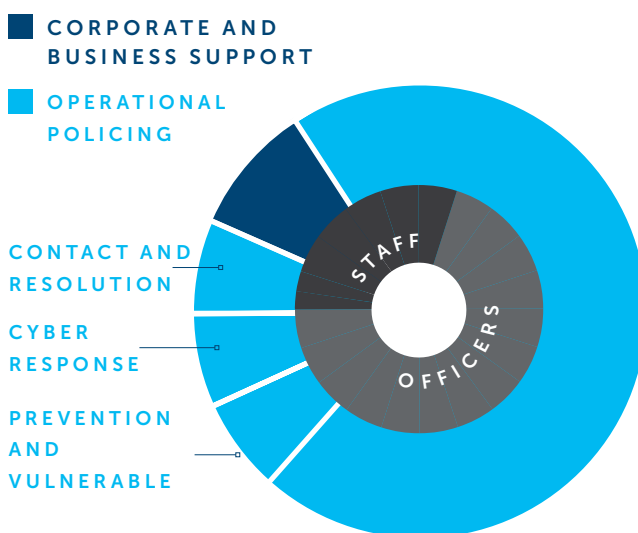 CORPORATE AND
BUSINESS SUPPORT
OPERATIONAL
POLICING
CONTACT AND
RESOLUTION
CYBER
RESPONSE
PREVENTION
AND
VULNERABLE
STAFF
OFFICERS